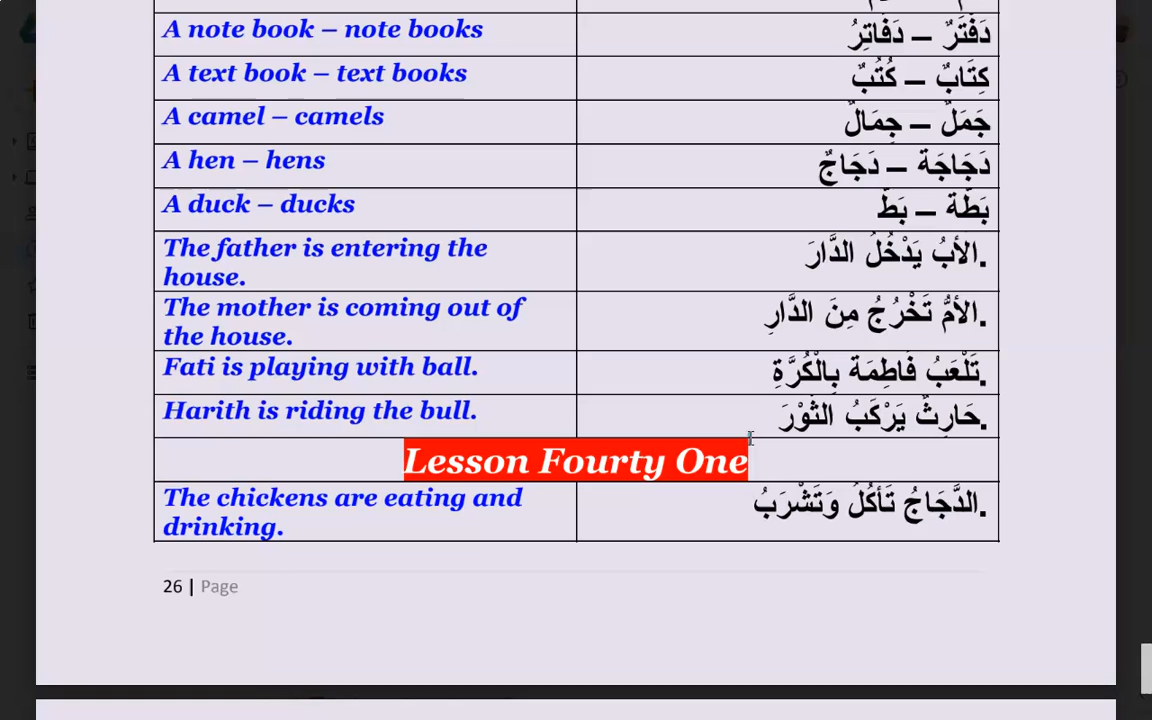 A note book – note books
دَفْتَرٌ – دَفَاتِرُ
A text book – text books
كِتَابٌ – كُتُبٌ
A camel – camels
جَمَلٌ – جِمَالٌ
A hen – hens
دَجَاجَة – دَجَاجٌ
A duck – ducks
بَطَّة – بَطّ
The father is entering the
house.
الأبُ يَدْخُلُ الدَّارَ.
The mother is coming out of
the house.
الأمُّ تَخْرُجُ مِنَ الدَّارِ.
Fati is playing with ball.
تَلْعَبُ فَاطِمَة بِالْكُرَّةِ.
Harith is riding the bull.
حَارِثٌ يَرْكَبُ الثّوْرَ.
Lesson Fourty One
The chickens are eating and
drinking.
الدَّجَاجُ تَأكُلُ وَتَشْرَبُ.
26 | Page